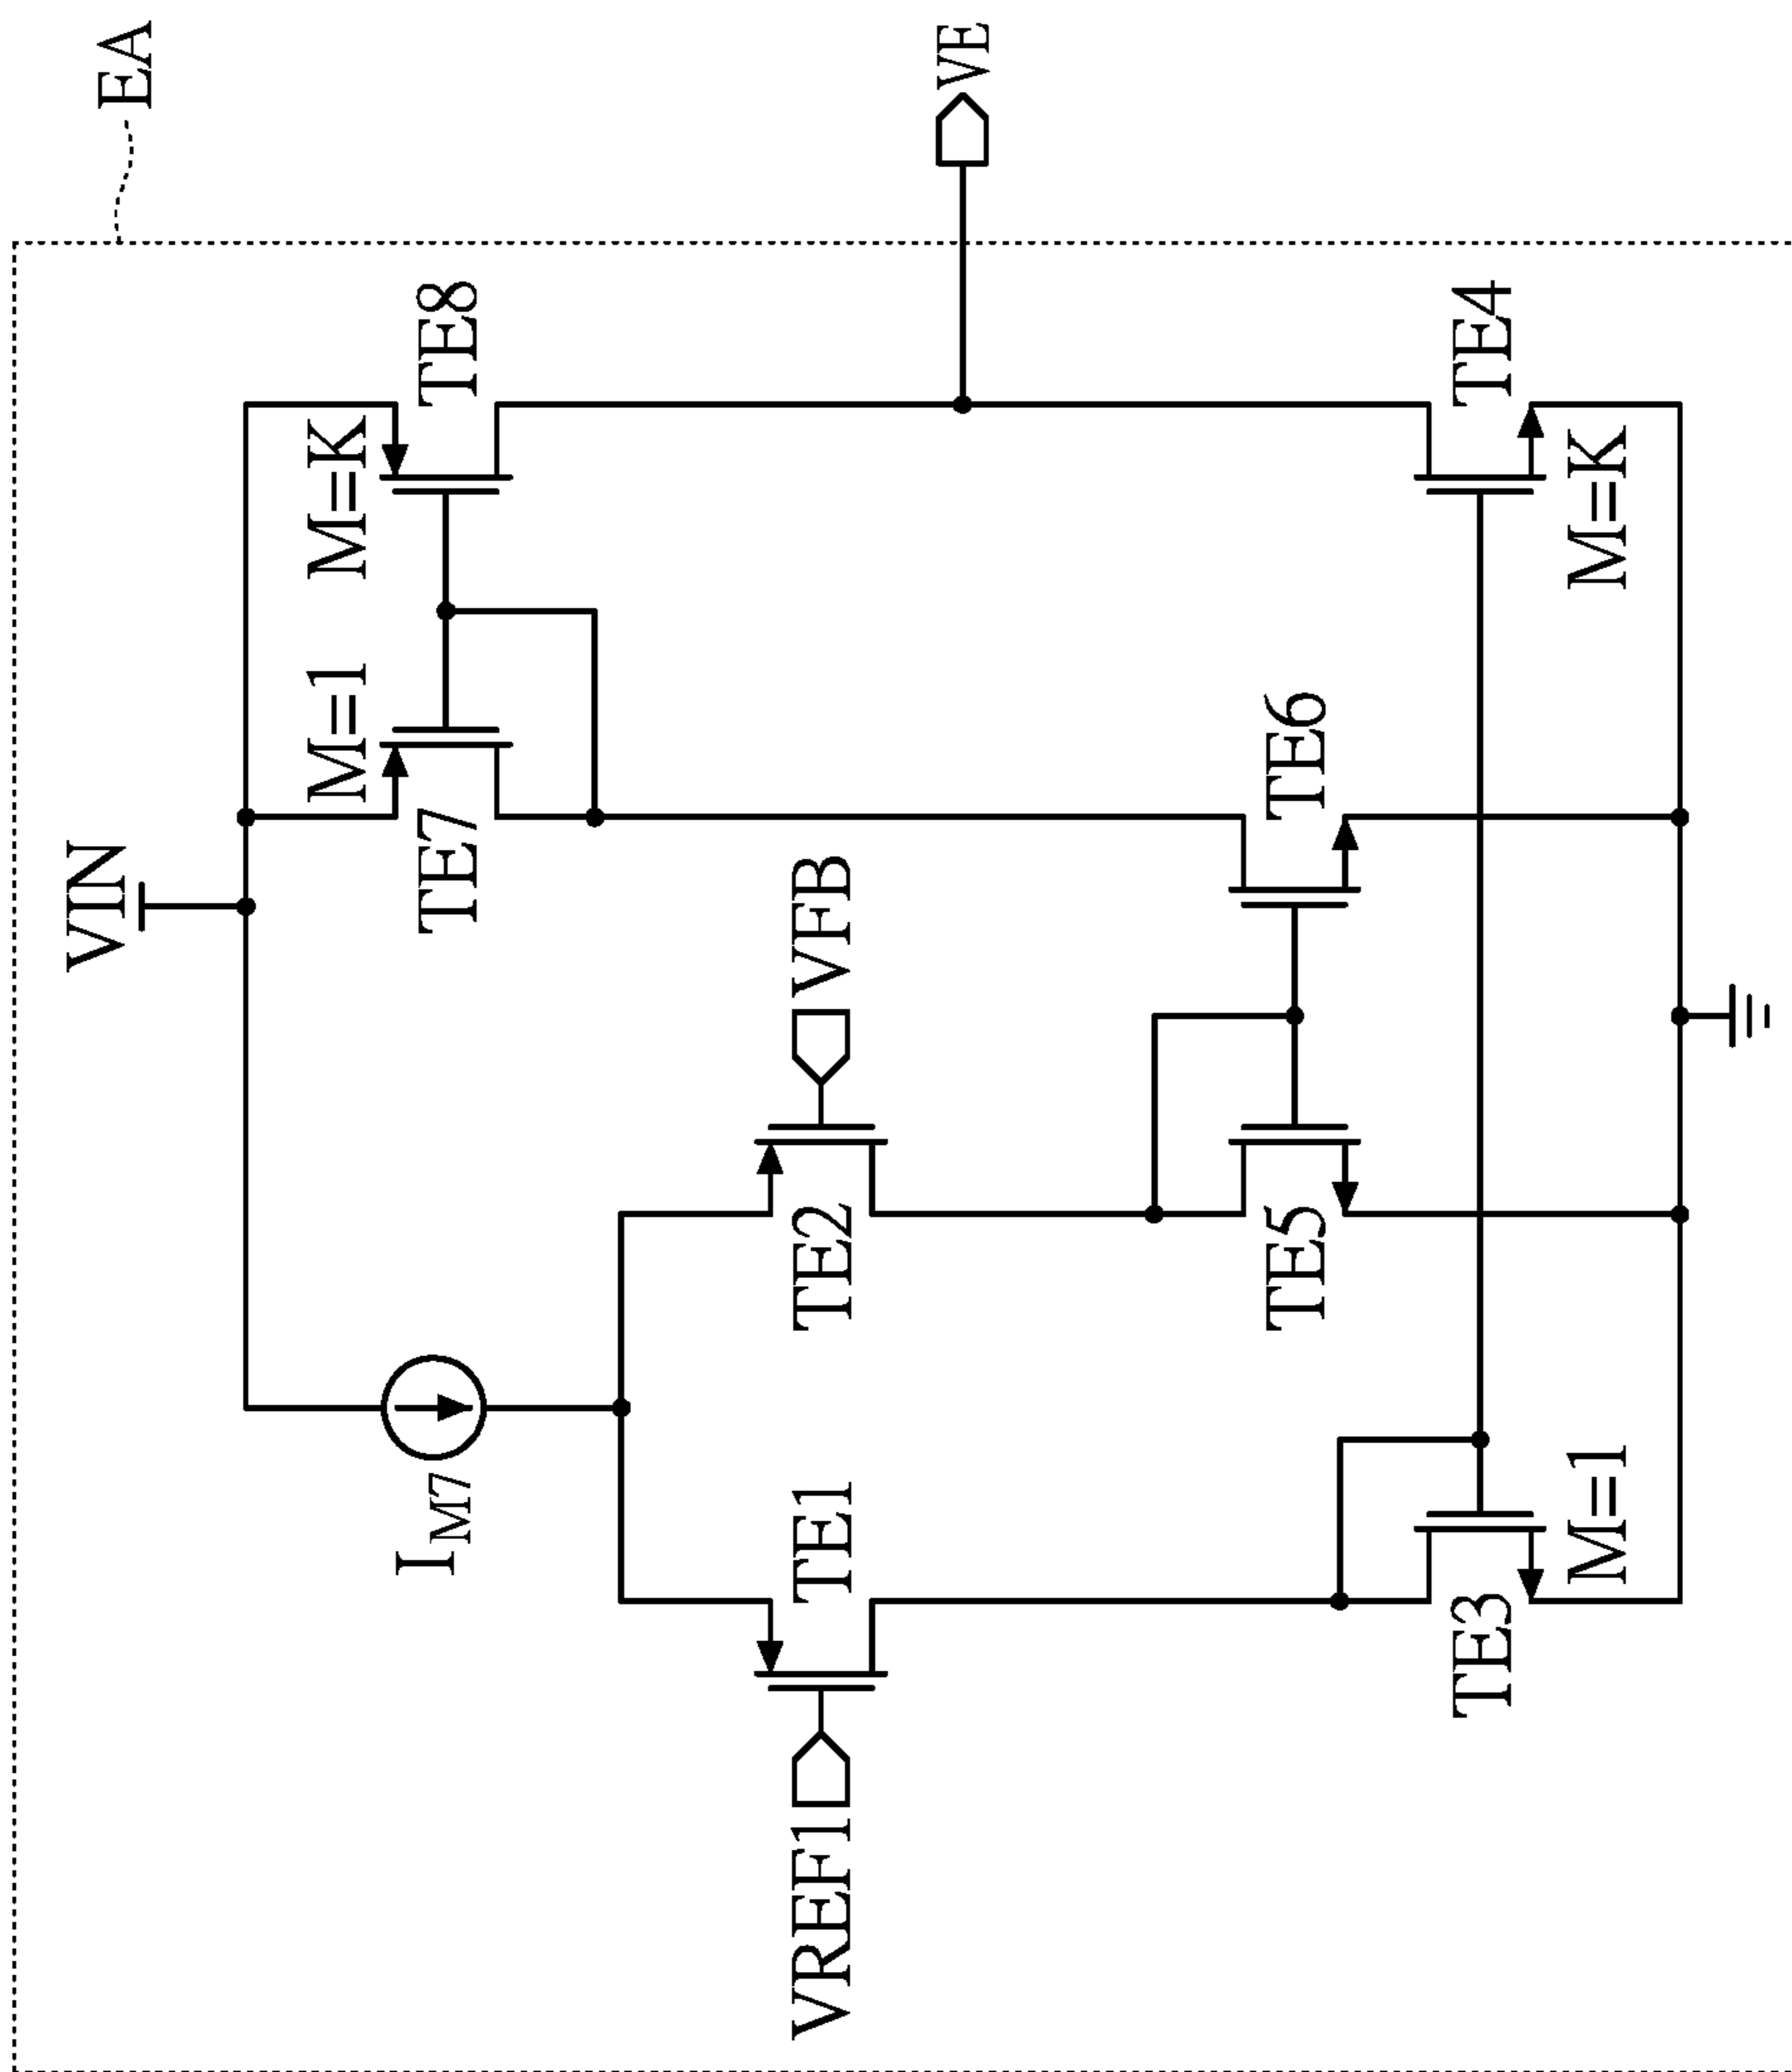 EA
VIN
M=1
M=K
TE7
TE8
I_M7
VREF1
TE1
TE2
VFB
VE
TE5
TE6
TE3
TE4
M=1
M=K